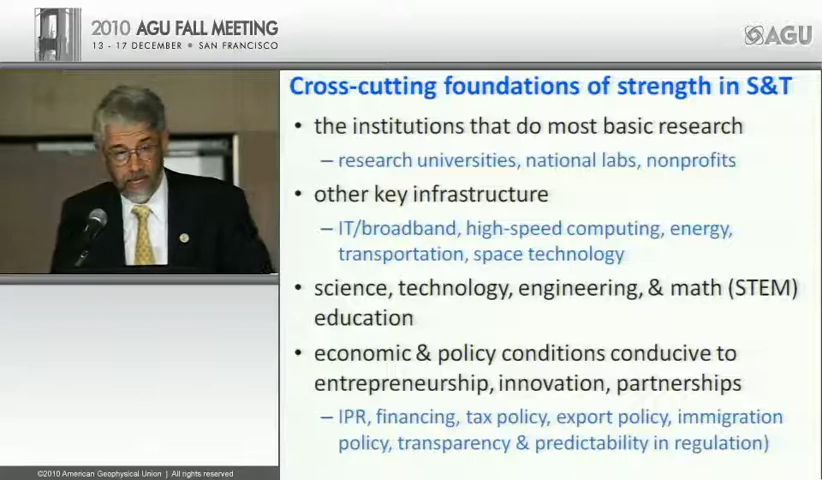 2010 AGU FALL MEETING
13 - 17 DECEMBER • SAN FRANCISCO
AGU
Cross-cutting foundations of strength in S&T
• the institutions that do most basic research
– research universities, national labs, nonprofits
• other key infrastructure
– IT/broadband, high-speed computing, energy,
transportation, space technology
• science, technology, engineering, & math (STEM)
education
• economic & policy conditions conducive to
entrepreneurship, innovation, partnerships
– IPR, financing, tax policy, export policy, immigration
policy, transparency & predictability in regulation)
©2010 American Geophysical Union | All rights reserved